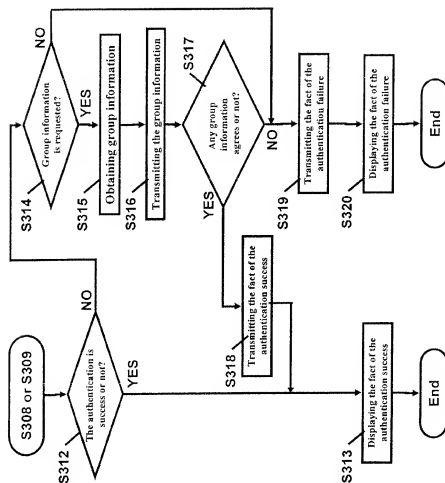 S308 or S309
S312
The authentication is
success or not?
YES
NO
S314
Group information
is requested?
NO
YES
S315
Obtaining group information
S316
Transmitting the group information
S317
Any group
information
agrees or not?
YES
NO
S318
Transmitting the fact of the
authentication success
S313
Displaying the fact of the
authentication success
End
S319
Transmitting the fact of the
authentication failure
S320
Displaying the fact of the
authentication failure
End